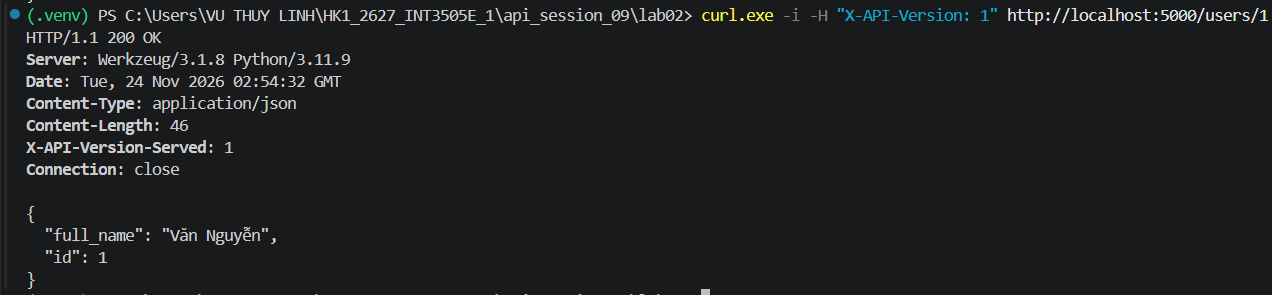 (.venv) PS C:\Users\VU THUY LINH\HK1_2627_INT3505E_1\api_session_09\lab02> curl.exe -i -H "X-API-Version: 1" http://localhost:5000/users/1
HTTP/1.1 200 OK
Server: Werkzeug/3.1.8 Python/3.11.9
Date: Tue, 24 Nov 2026 02:54:32 GMT
Content-Type: application/json
Content-Length: 46
X-API-Version-Served: 1
Connection: close
{
"full_name": "Văn Nguyễn",
"id": 1
}